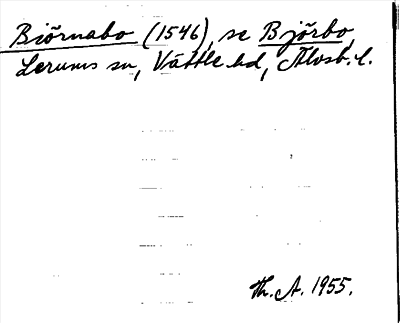 Biörnabo (1546), se Björbo,
Lerums sn, Vättle hd, Älvsb. l.
Th. A. 1955.